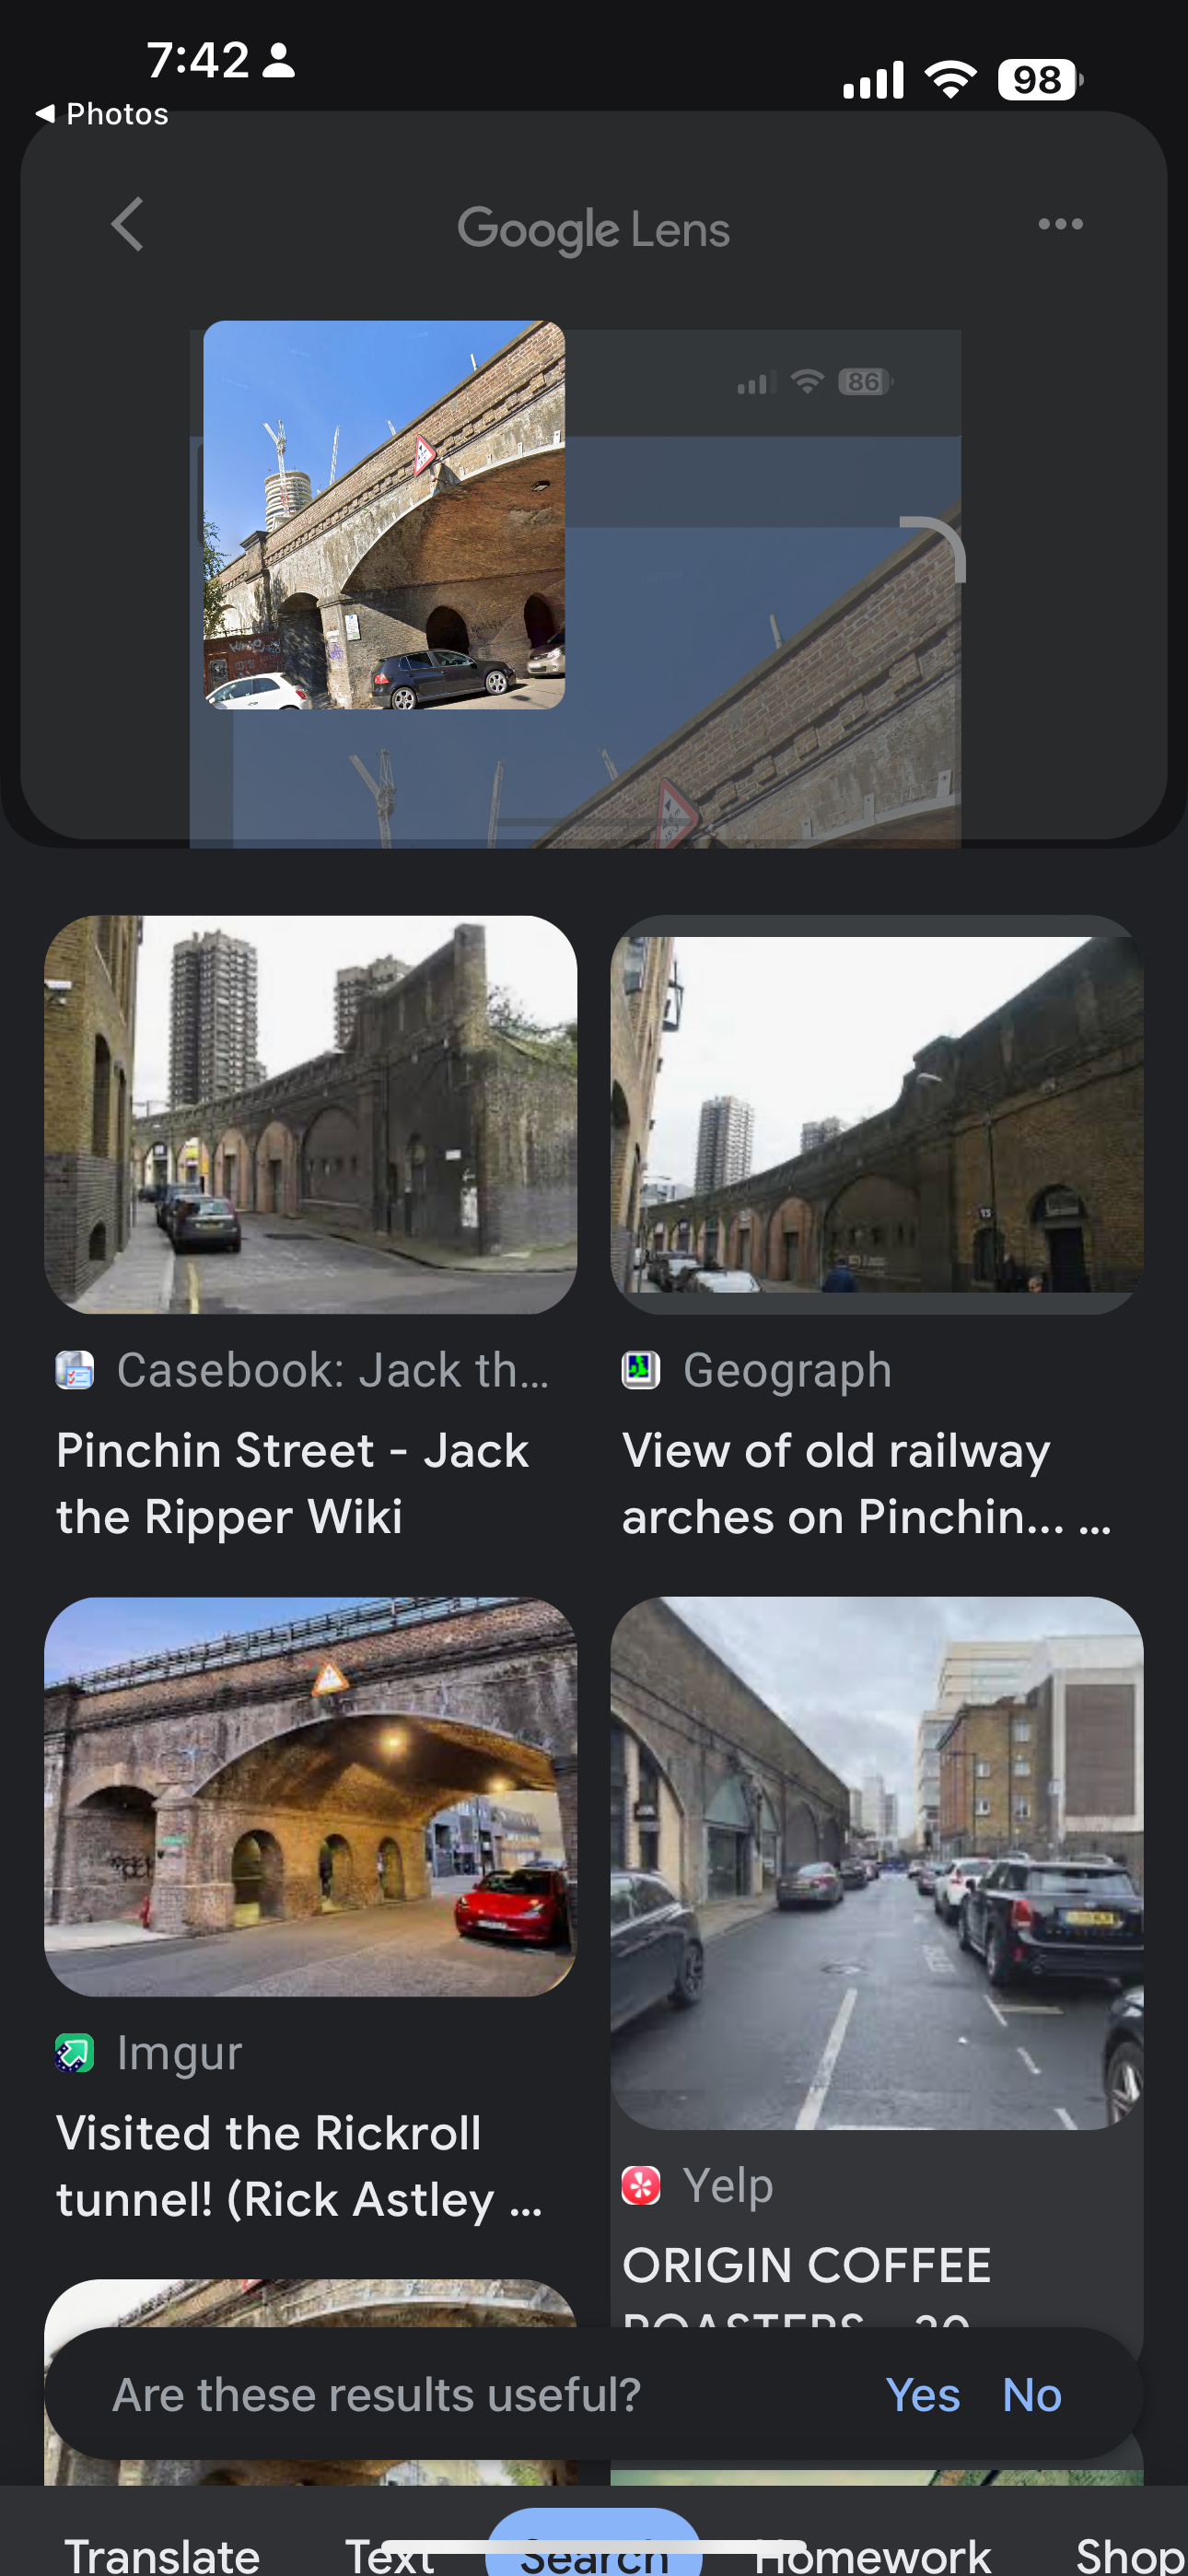 7:42
98
Photos
Google Lens
86
Casebook: Jack th...
Pinchin Street - Jack
the Ripper Wiki
Geograph
View of old railway
arches on Pinchin... ...
Imgur
Visited the Rickroll
tunnel! (Rick Astley ...
Yelp
ORIGIN COFFEE
ROASTERS - 30
Are these results useful?
Yes No
Translate Text Search Homework Shop